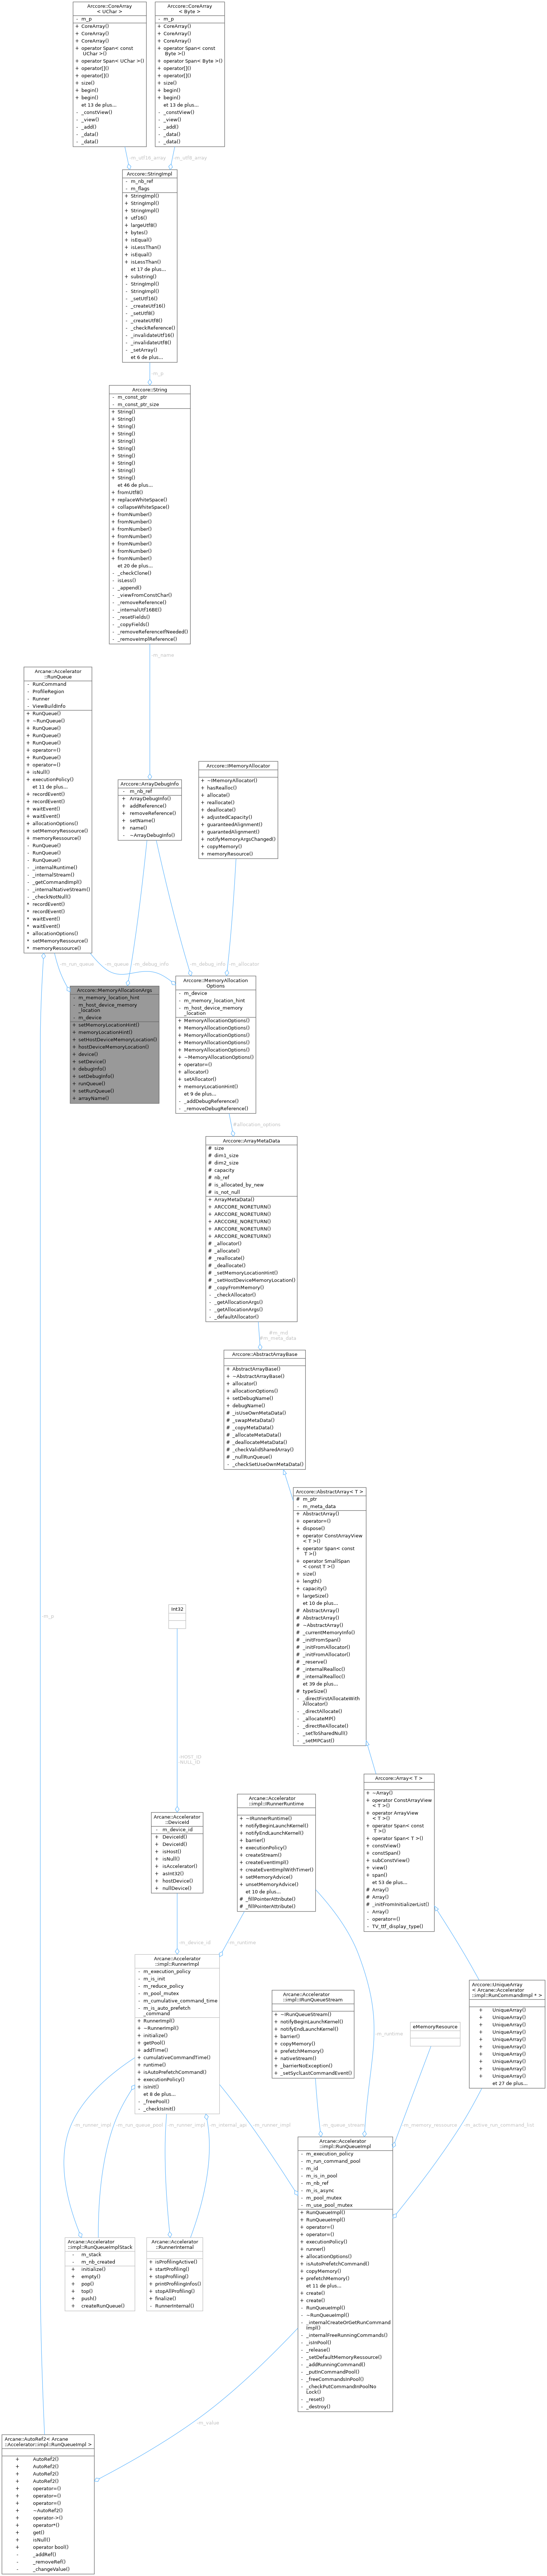 Arccore::CoreArray
< UChar >
- m_p
+ CoreArray()
+ CoreArray()
+ CoreArray()
+ operator Span< const
UChar >()
+ operator Span< UChar >()
+ operator[]()
+ operator[]()
+ size()
+ begin()
+ begin()
et 13 de plus...
- _constView()
- _view()
- _add()
- _data()
- _data()
Arccore::CoreArray
< Byte >
- m_p
+ CoreArray()
+ CoreArray()
+ CoreArray()
+ operator Span< const
Byte >()
+ operator Span< Byte >()
+ operator[]()
+ operator[]()
+ size()
+ begin()
+ begin()
et 13 de plus...
- _constView()
- _view()
- _add()
- _data()
- _data()
-m_utf16_array
-m_utf8_array
Arccore::StringImpl
- m_nb_ref
- m_flags
+ StringImpl()
+ StringImpl()
+ StringImpl()
+ utf16()
+ largeUtf8()
+ bytes()
+ isEqual()
+ isLessThan()
+ isEqual()
+ isLessThan()
et 17 de plus...
+ substring()
- StringImpl()
- StringImpl()
- _setUtf16()
- _createUtf16()
- _setUtf8()
- _createUtf8()
- _checkReference()
- _invalidateUtf16()
- _invalidateUtf8()
- _setArray()
et 6 de plus...
-m_p
Arccore::String
- m_const_ptr
- m_const_ptr_size
+ String()
+ String()
+ String()
+ String()
+ String()
+ String()
+ String()
+ String()
+ String()
+ String()
et 46 de plus...
+ fromUtf8()
+ replaceWhiteSpace()
+ collapseWhiteSpace()
+ fromNumber()
+ fromNumber()
+ fromNumber()
+ fromNumber()
+ fromNumber()
+ fromNumber()
+ fromNumber()
et 20 de plus...
- _checkClone()
- isLess()
- _append()
- _viewFromConstChar()
- _removeReference()
- _internalUtf16BE()
- _resetFields()
- _copyFields()
- _removeReferenceIfNeeded()
- _removeImplReference()
-m_name
Arcane::Accelerator
::RunQueue
- RunCommand
- ProfileRegion
- Runner
- ViewBuildInfo
+ RunQueue()
+ ~RunQueue()
+ RunQueue()
+ RunQueue()
+ RunQueue()
+ operator=()
+ RunQueue()
+ operator=()
+ isNull()
+ executionPolicy()
et 11 de plus...
+ recordEvent()
+ recordEvent()
+ waitEvent()
+ waitEvent()
+ allocationOptions()
+ setMemoryRessource()
+ memoryRessource()
- RunQueue()
- RunQueue()
- RunQueue()
- _internalRuntime()
- _internalStream()
- _getCommandImpl()
- _internalNativeStream()
- _checkNotNull()
* recordEvent()
* recordEvent()
* waitEvent()
* waitEvent()
* allocationOptions()
* setMemoryRessource()
* memoryRessource()
Arccore::ArrayDebugInfo
- m_nb_ref
+ ArrayDebugInfo()
+ addReference()
+ removeReference()
+ setName()
+ name()
- ~ArrayDebugInfo()
Arccore::IMemoryAllocator
+ ~IMemoryAllocator()
+ hasRealloc()
+ allocate()
+ reallocate()
+ deallocate()
+ adjustedCapacity()
+ guaranteedAlignment()
+ guaranteedAlignment()
+ notifyMemoryArgsChanged()
+ copyMemory()
+ memoryResource()
-m_run_queue
-m_queue
-m_debug_info
-m_debug_info
-m_allocator
Arccore::MemoryAllocationArgs
- m_memory_location_hint
- m_host_device_memory
_location
- m_device
+ setMemoryLocationHint()
+ memoryLocationHint()
+ setHostDeviceMemoryLocation()
+ hostDeviceMemoryLocation()
+ device()
+ setDevice()
+ debugInfo()
+ setDebugInfo()
+ runQueue()
+ setRunQueue()
+ arrayName()
Arccore::MemoryAllocation
Options
- m_device
- m_memory_location_hint
- m_host_device_memory
_location
+ MemoryAllocationOptions()
+ MemoryAllocationOptions()
+ MemoryAllocationOptions()
+ MemoryAllocationOptions()
+ MemoryAllocationOptions()
+ ~MemoryAllocationOptions()
+ operator=()
+ allocator()
+ setAllocator()
+ memoryLocationHint()
et 9 de plus...
- _addDebugReference()
- _removeDebugReference()
#allocation_options
Arccore::ArrayMetaData
# size
# dim1_size
# dim2_size
# capacity
# nb_ref
# is_allocated_by_new
# is_not_null
+ ArrayMetaData()
+ ARCCORE_NORETURN()
+ ARCCORE_NORETURN()
+ ARCCORE_NORETURN()
+ ARCCORE_NORETURN()
+ ARCCORE_NORETURN()
# _allocator()
# _allocate()
# _reallocate()
# _deallocate()
# _setMemoryLocationHint()
# _setHostDeviceMemoryLocation()
# _copyFromMemory()
- _checkAllocator()
- _getAllocationArgs()
- _getAllocationArgs()
- _defaultAllocator()
#m_md
#m_meta_data
Arccore::AbstractArrayBase
+ AbstractArrayBase()
+ ~AbstractArrayBase()
+ allocator()
+ allocationOptions()
+ setDebugName()
+ debugName()
# _isUseOwnMetaData()
# _swapMetaData()
# _copyMetaData()
# _allocateMetaData()
# _deallocateMetaData()
# _checkValidSharedArray()
# _nullRunQueue()
- _checkSetUseOwnMetaData()
Arccore::AbstractArray< T >
# m_ptr
- m_meta_data
+ AbstractArray()
+ operator=()
+ dispose()
+ operator ConstArrayView
< T >()
+ operator Span< const
T >()
+ operator SmallSpan
< const T >()
+ size()
+ length()
+ capacity()
+ largeSize()
et 10 de plus...
# AbstractArray()
# AbstractArray()
# ~AbstractArray()
# _currentMemoryInfo()
# _initFromSpan()
# _initFromAllocator()
# _initFromAllocator()
# _reserve()
# _internalRealloc()
# _internalRealloc()
et 39 de plus...
# typeSize()
- _directFirstAllocateWith
Allocator()
- _directAllocate()
- _allocateMP()
- _directReAllocate()
- _setToSharedNull()
- _setMPCast()
-m_p
Int32
-HOST_ID
-NULL_ID
Arccore::Array< T >
+ ~Array()
+ operator ConstArrayView
< T >()
+ operator ArrayView
< T >()
+ operator Span< const
T >()
+ operator Span< T >()
+ constView()
+ constSpan()
+ subConstView()
+ view()
+ span()
et 53 de plus...
# Array()
# Array()
# _initFromInitializerList()
- Array()
- operator=()
- TV_ttf_display_type()
Arcane::Accelerator
::DeviceId
- m_device_id
+ DeviceId()
+ DeviceId()
+ isHost()
+ isNull()
+ isAccelerator()
+ asInt32()
+ hostDevice()
+ nullDevice()
Arcane::Accelerator
::impl::IRunnerRuntime
+ ~IRunnerRuntime()
+ notifyBeginLaunchKernel()
+ notifyEndLaunchKernel()
+ barrier()
+ executionPolicy()
+ createStream()
+ createEventImpl()
+ createEventImplWithTimer()
+ setMemoryAdvice()
+ unsetMemoryAdvice()
et 10 de plus...
# _fillPointerAttribute()
# _fillPointerAttribute()
-m_device_id
-m_runtime
Arcane::Accelerator
::impl::RunnerImpl
- m_execution_policy
- m_is_init
- m_reduce_policy
- m_pool_mutex
- m_cumulative_command_time
- m_is_auto_prefetch
_command
+ RunnerImpl()
+ ~RunnerImpl()
+ initialize()
+ getPool()
+ addTime()
+ cumulativeCommandTime()
+ runtime()
+ isAutoPrefetchCommand()
+ executionPolicy()
+ isInit()
et 8 de plus...
- _freePool()
- _checkIsInit()
Arcane::Accelerator
::impl::IRunQueueStream
+ ~IRunQueueStream()
+ notifyBeginLaunchKernel()
+ notifyEndLaunchKernel()
+ barrier()
+ copyMemory()
+ prefetchMemory()
+ nativeStream()
+ _barrierNoException()
+ _setSyclLastCommandEvent()
-m_runtime
eMemoryRessource
Arccore::UniqueArray
< Arcane::Accelerator
::impl::RunCommandImpl * >
+ UniqueArray()
+ UniqueArray()
+ UniqueArray()
+ UniqueArray()
+ UniqueArray()
+ UniqueArray()
+ UniqueArray()
+ UniqueArray()
+ UniqueArray()
+ UniqueArray()
et 27 de plus...
-m_runner_impl
-m_run_queue_pool
-m_runner_impl
-m_internal_api
-m_runner_impl
-m_queue_stream
-m_memory_ressource
-m_active_run_command_list
Arcane::Accelerator
::impl::RunQueueImplStack
- m_stack
- m_nb_created
+ initialize()
+ empty()
+ pop()
+ top()
+ push()
+ createRunQueue()
Arcane::Accelerator
::RunnerInternal
+ isProfilingActive()
+ startProfiling()
+ stopProfiling()
+ printProfilingInfos()
+ stopAllProfiling()
+ finalize()
- RunnerInternal()
Arcane::Accelerator
::impl::RunQueueImpl
- m_execution_policy
- m_run_command_pool
- m_id
- m_is_in_pool
- m_nb_ref
- m_is_async
- m_pool_mutex
- m_use_pool_mutex
+ RunQueueImpl()
+ RunQueueImpl()
+ operator=()
+ operator=()
+ executionPolicy()
+ runner()
+ allocationOptions()
+ isAutoPrefetchCommand()
+ copyMemory()
+ prefetchMemory()
et 11 de plus...
+ create()
+ create()
- RunQueueImpl()
- ~RunQueueImpl()
- _internalCreateOrGetRunCommand
Impl()
- _internalFreeRunningCommands()
- _isInPool()
- _release()
- _setDefaultMemoryRessource()
- _addRunningCommand()
- _putInCommandPool()
- _freeCommandsInPool()
- _checkPutCommandInPoolNo
Lock()
- _reset()
- _destroy()
-m_value
Arcane::AutoRef2< Arcane
::Accelerator::impl::RunQueueImpl >
+ AutoRef2()
+ AutoRef2()
+ AutoRef2()
+ AutoRef2()
+ operator=()
+ operator=()
+ operator=()
+ ~AutoRef2()
+ operator->()
+ operator*()
+ get()
+ isNull()
+ operator bool()
- _addRef()
- _removeRef()
- _changeValue()